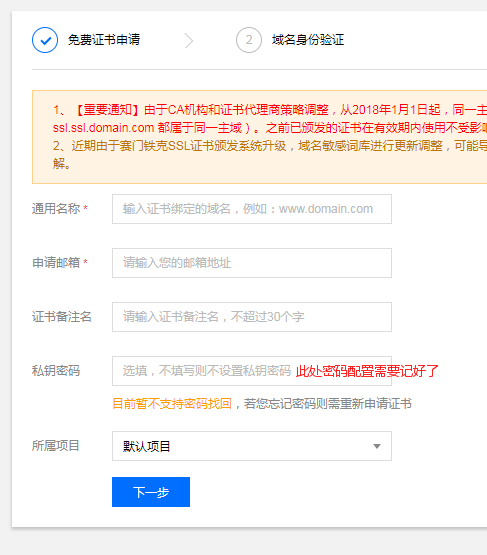 免费证书申请
2 域名身份验证
1、【重要通知】由于CA机构和证书代理商策略调整，从2018年1月1日起，同一主
ssl.ssl.domain.com 都属于同一主域）。之前已颁发的证书在有效期内使用不受影响
2、近期由于赛门铁克SSL证书颁发系统升级，域名敏感词库进行更新调整，可能导
解。
通用名称 * 输入证书绑定的域名，例如：www.domain.com
申请邮箱 * 请输入您的邮箱地址
证书备注名 请输入证书备注名，不超过30个字
私钥密码 选填，不填写则不设置私钥密码 此处密码配置需要记好了
目前暂不支持密码找回，若您忘记密码则需重新申请证书
所属项目 默认项目
下一步